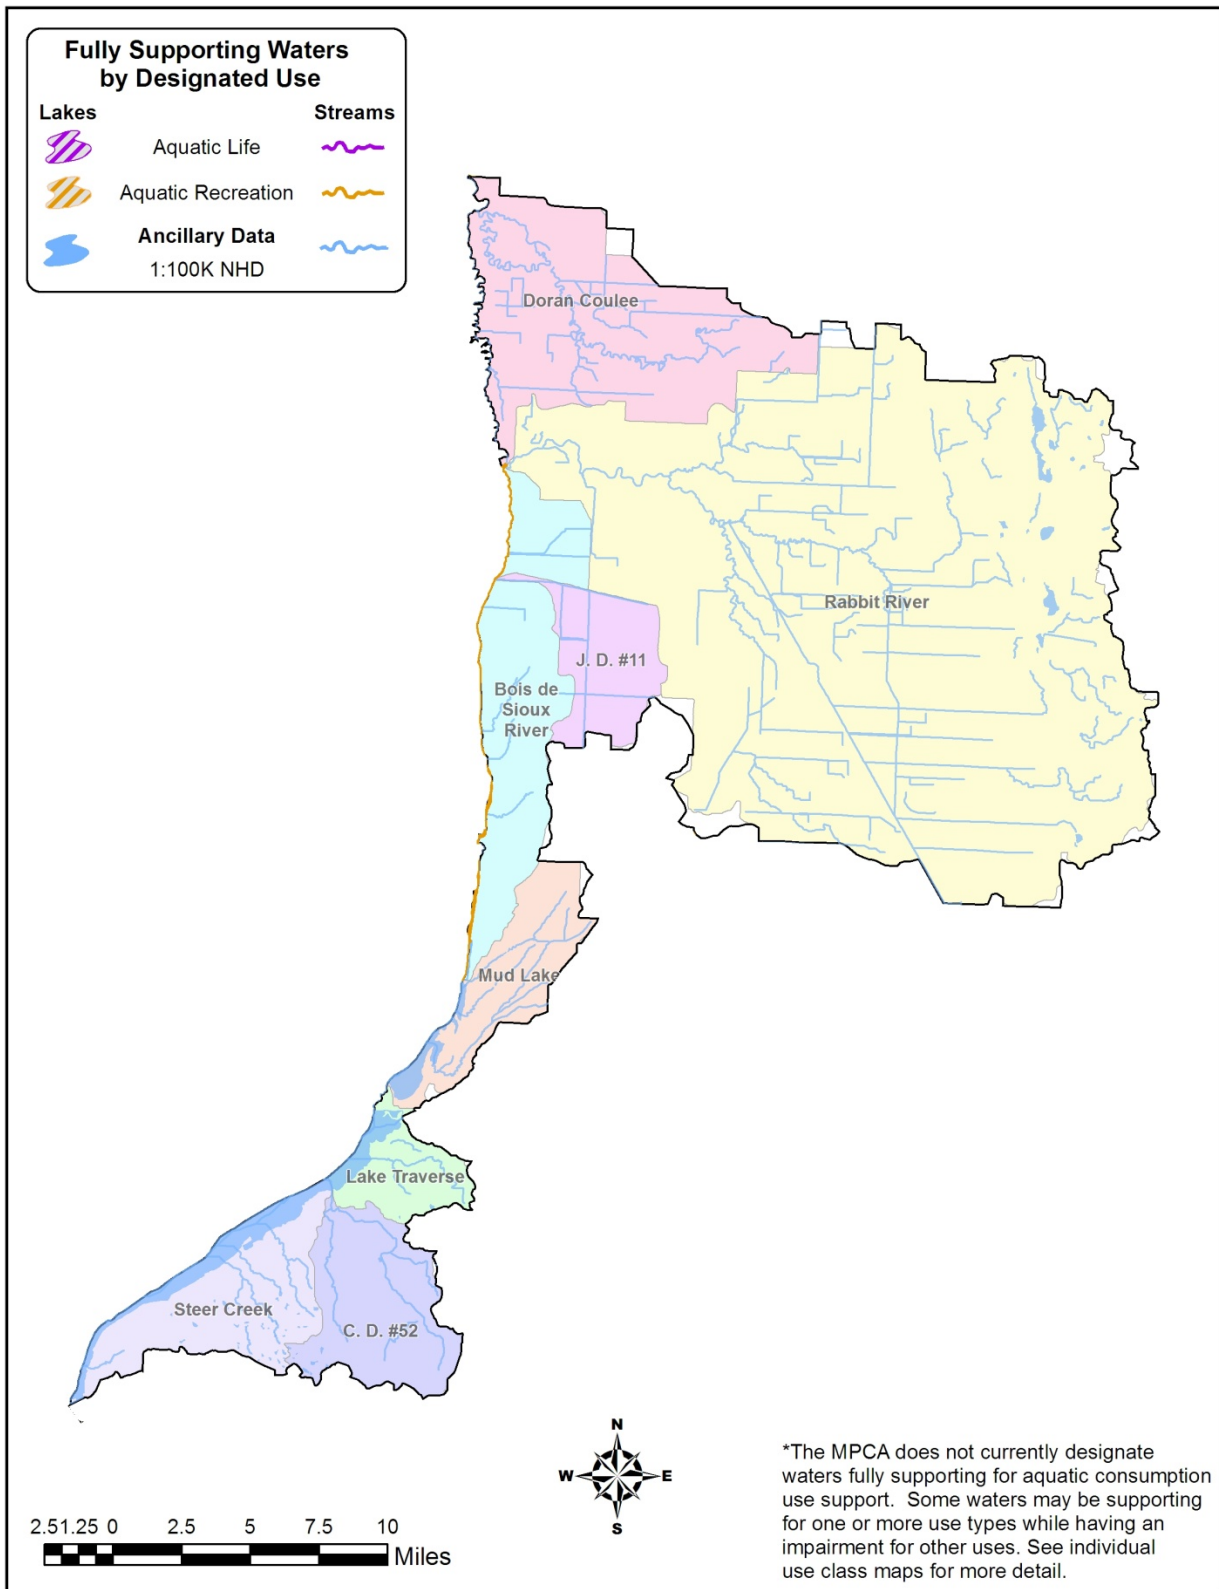 Fully Supporting Waters
by Designated Use
Lakes
Streams
Aquatic Life
Aquatic Recreation
Ancillary Data
1:100K NHD
Doran Coulee
Rabbit River
J. D. #11
Bois de
Sioux
River
Mud Lake
Lake Traverse
Steer Creek
C. D. #52
N
W
E
S
2.5 1.25 0 2.5 5 7.5 10
Miles
*The MPCA does not currently designate
waters fully supporting for aquatic consumption
use support. Some waters may be supporting
for one or more use types while having an
impairment for other uses. See individual
use class maps for more detail.